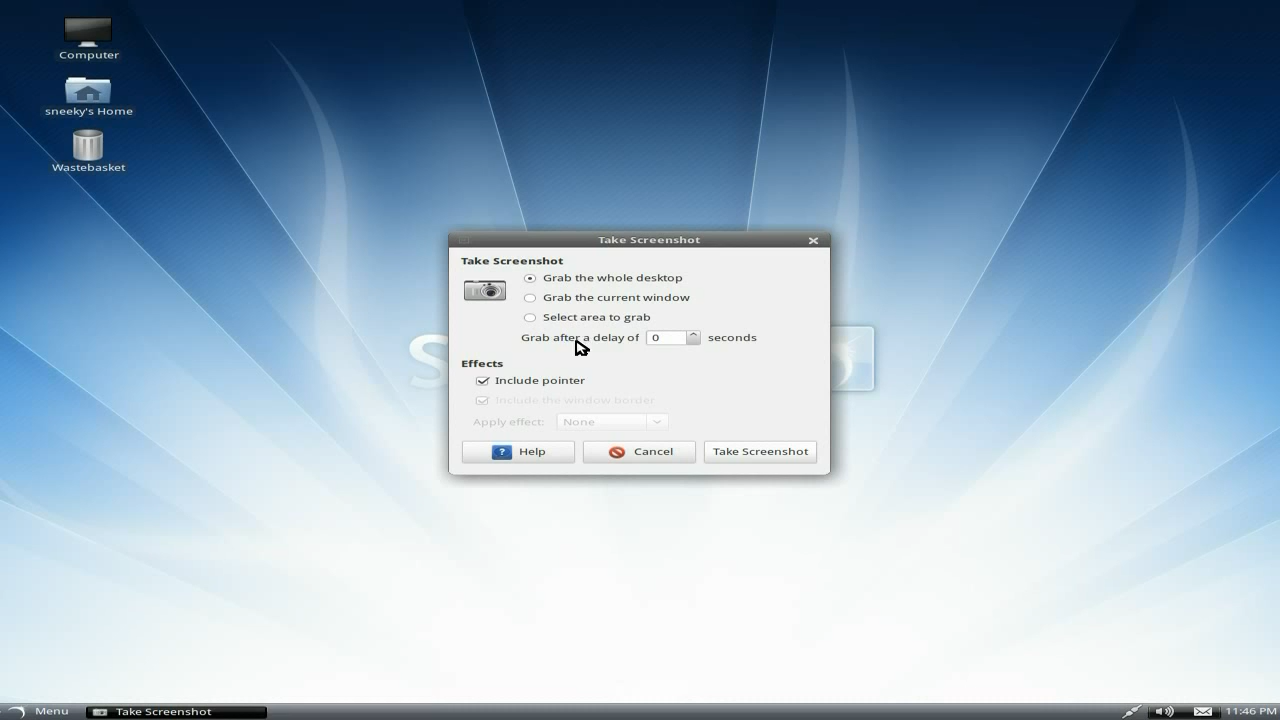 Computer
sneeky's Home
Wastebasket
Take Screenshot
Take Screenshot
Grab the whole desktop
Grab the current window
Select area to grab
Grab after a delay of 0 seconds
Effects
Include pointer
Include the window border
Apply effect: None
Help Cancel Take Screenshot
Menu Take Screenshot 11:46 PM